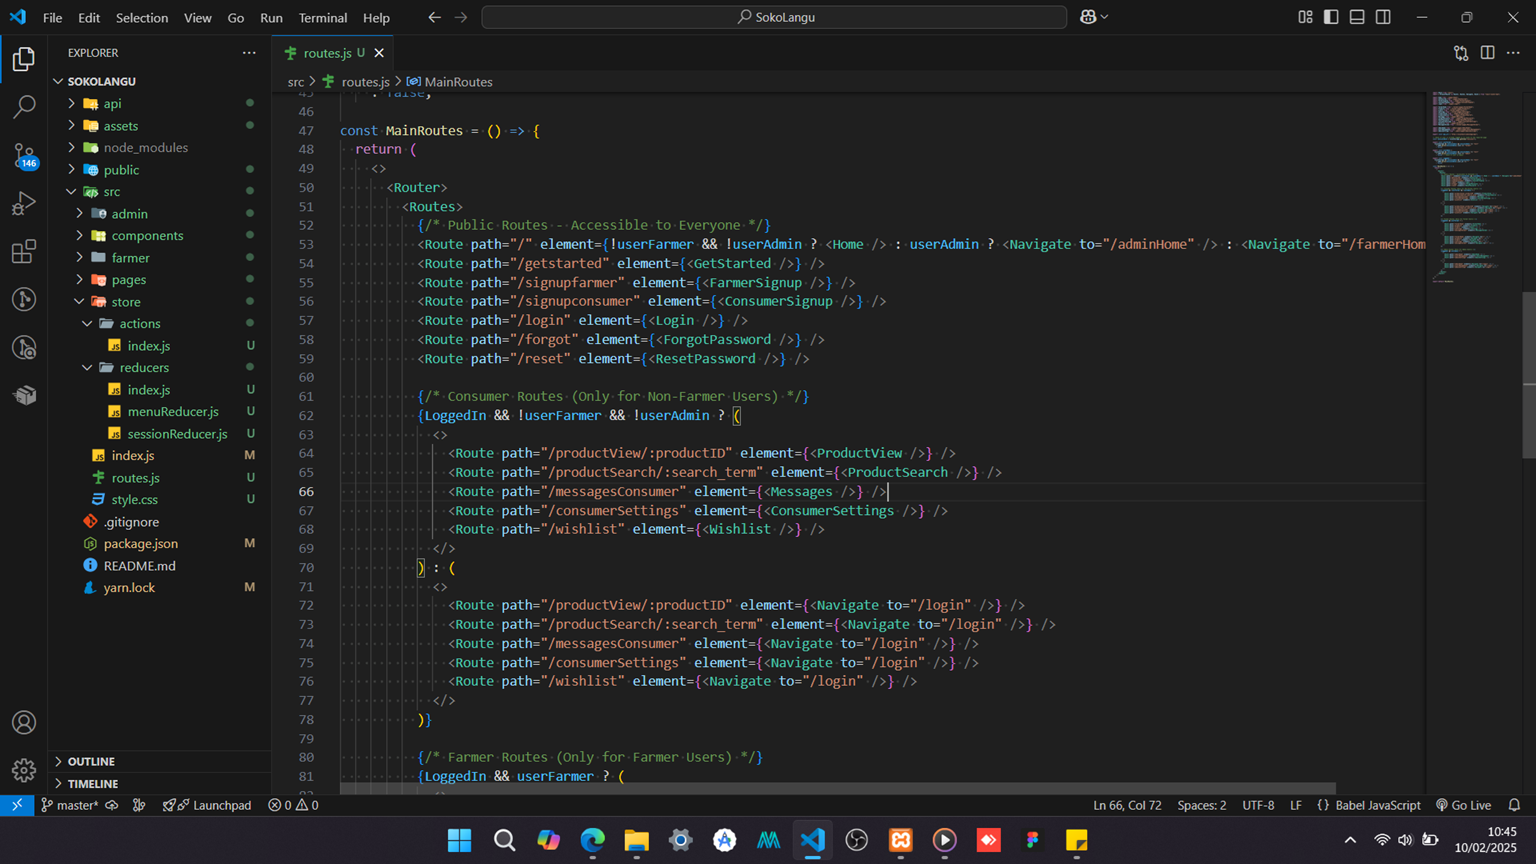 File Edit Selection View Go Run Terminal Help
SokoLangu
EXPLORER
routes.js U
SOKOLANGU
src > routes.js > MainRoutes
api
assets
node_modules
public
src
admin
components
farmer
pages
store
actions
index.js U
reducers
index.js U
menuReducer.js U
sessionReducer.js U
index.js M
routes.js U
style.css U
.gitignore
package.json M
README.md
yarn.lock M
OUTLINE
TIMELINE
146
45 : false,
46
47 const MainRoutes = () => {
48 return (
49 <>
50 <Router>
51 <Routes>
52 {/* Public Routes -- Accessible to Everyone */}
53 <Route path="/" element={!userFarmer && !userAdmin ? <Home /> : userAdmin ? <Navigate to="/adminHome" /> : <Navigate to="/farmerHom
54 <Route path="/getstarted" element={<GetStarted />} />
55 <Route path="/signupfarmer" element={<FarmerSignup />} />
56 <Route path="/signupconsumer" element={<ConsumerSignup />} />
57 <Route path="/login" element={<Login />} />
58 <Route path="/forgot" element={<ForgotPassword />} />
59 <Route path="/reset" element={<ResetPassword />} />
60
61 {/* Consumer Routes (Only for Non-Farmer Users) */}
62 {LoggedIn && !userFarmer && !userAdmin ? (
63 <>
64 <Route path="/productView/:productID" element={<ProductView />} />
65 <Route path="/productSearch/:search_term" element={<ProductSearch />} />
66 <Route path="/messagesConsumer" element={<Messages />} />
67 <Route path="/consumerSettings" element={<ConsumerSettings />} />
68 <Route path="/wishlist" element={<Wishlist />} />
69 </>
70 ) : (
71 <>
72 <Route path="/productView/:productID" element={<Navigate to="/login" />} />
73 <Route path="/productSearch/:search_term" element={<Navigate to="/login" />} />
74 <Route path="/messagesConsumer" element={<Navigate to="/login" />} />
75 <Route path="/consumerSettings" element={<Navigate to="/login" />} />
76 <Route path="/wishlist" element={<Navigate to="/login" />} />
77 </>
78 )}
79
80 {/* Farmer Routes (Only for Farmer Users) */}
81 {LoggedIn && userFarmer ? (
master* Launchpad 0 0 Ln 66, Col 72 Spaces: 2 UTF-8 LF {} Babel JavaScript Go Live
10:45
10/02/2025